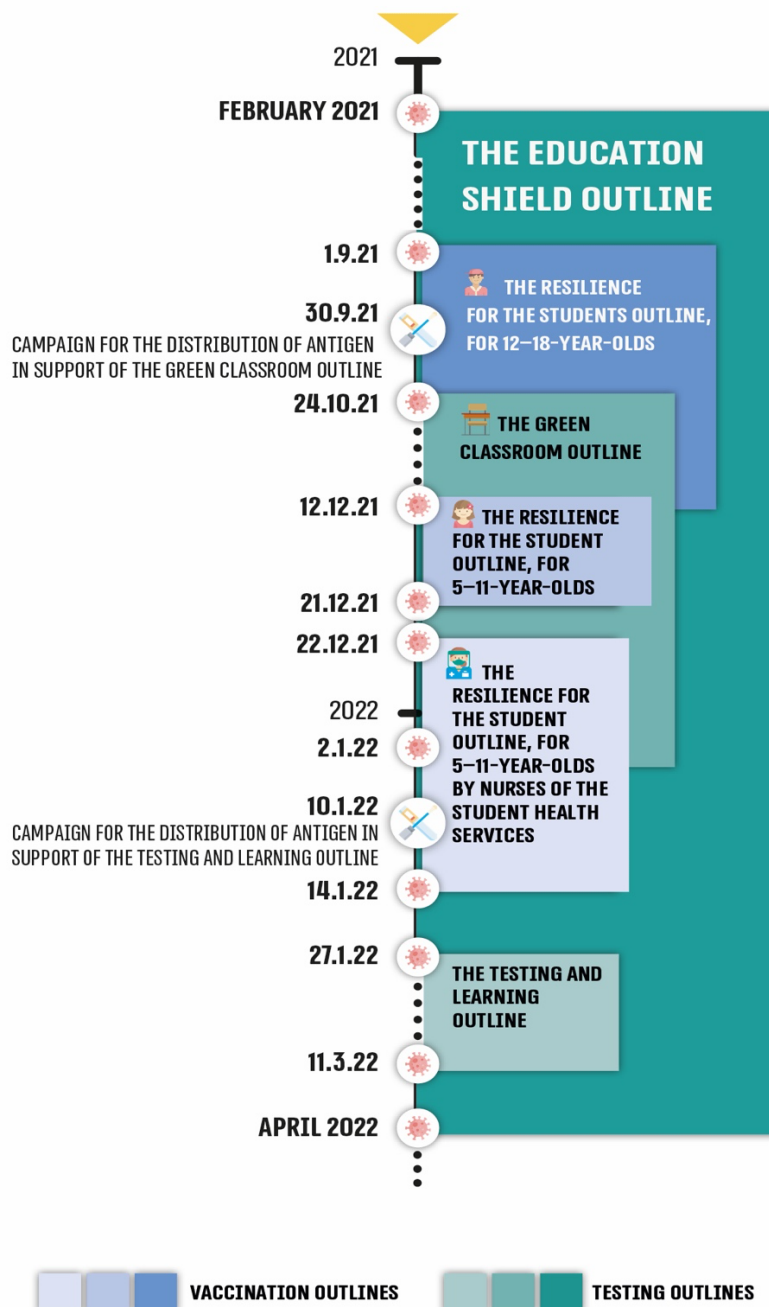 2021
FEBRUARY 2021
THE EDUCATION
SHIELD OUTLINE
1.9.21
THE RESILIENCE
FOR THE STUDENTS OUTLINE,
FOR 12–18-YEAR-OLDS
30.9.21
CAMPAIGN FOR THE DISTRIBUTION OF ANTIGEN
IN SUPPORT OF THE GREEN CLASSROOM OUTLINE
24.10.21
THE GREEN
CLASSROOM OUTLINE
12.12.21
THE RESILIENCE
FOR THE STUDENT
OUTLINE, FOR
5–11-YEAR-OLDS
21.12.21
22.12.21
THE
RESILIENCE FOR
THE STUDENT
OUTLINE, FOR
5–11-YEAR-OLDS
BY NURSES OF THE
STUDENT HEALTH
SERVICES
2022
2.1.22
10.1.22
CAMPAIGN FOR THE DISTRIBUTION OF ANTIGEN IN
SUPPORT OF THE TESTING AND LEARNING OUTLINE
14.1.22
27.1.22
THE TESTING AND
LEARNING
OUTLINE
11.3.22
APRIL 2022
VACCINATION OUTLINES
TESTING OUTLINES